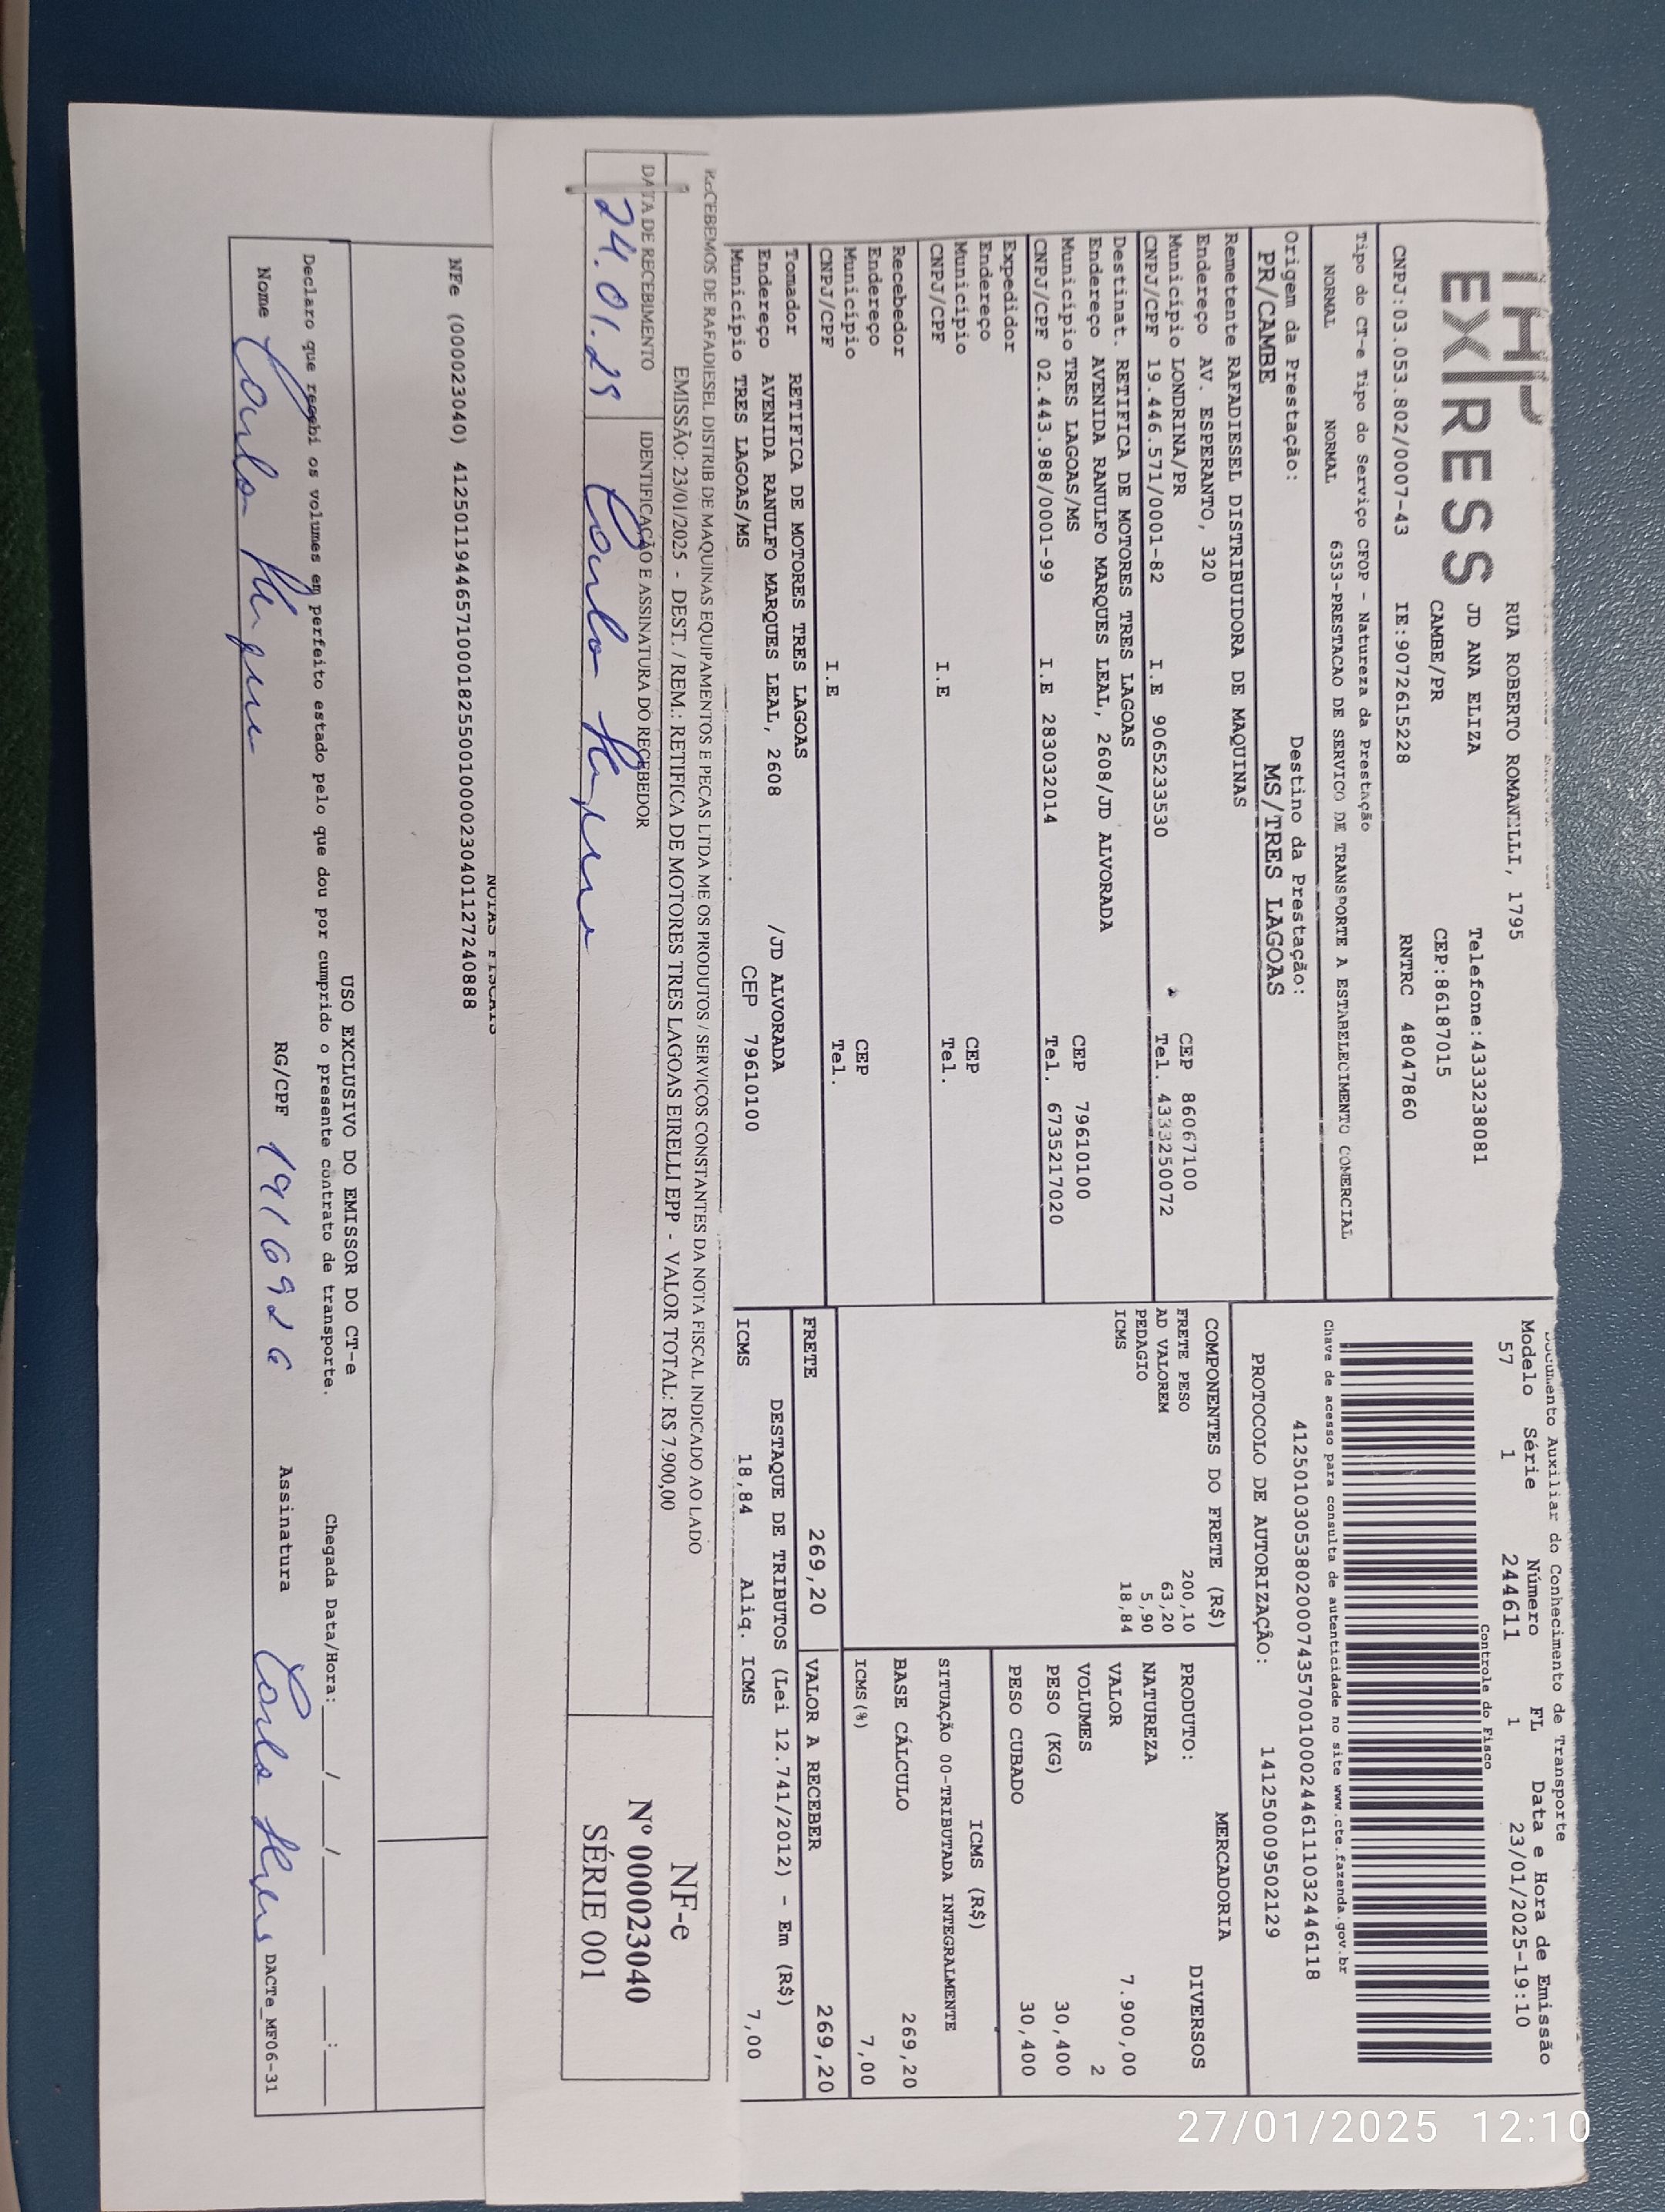 EXPRESS
RUA ROBERTO ROMANELLI, 1795
JD ANA ELIZA
Telefone:4333238081
CAMBE/PR
CEP:86187015
CNPJ:03.053.802/0007-43 IE:9072615228 RNTRC 48047860
Tipo do CT-e Tipo do Serviço CFOP - Natureza da Prestação
NORMAL NORMAL 6353-PRESTACAO DE SERVICO DE TRANSPORTE A ESTABELECIMENTO COMERCIAL
Origem da Prestação: Destino da Prestação:
PR/CAMBE MS/TRES LAGOAS
Remetente RAFADIESEL DISTRIBUIDORA DE MAQUINAS
Endereço AV. ESPERANTO, 320
Município LONDRINA/PR CEP 86067100
CNPJ/CPF 19.446.571/0001-82 I.E 9065233530 Tel. 4333250072
Destinat. RETIFICA DE MOTORES TRES LAGOAS
Endereço AVENIDA RANULFO MARQUES LEAL, 2608/JD ALVORADA
Município TRES LAGOAS/MS CEP 79610100
CNPJ/CPF 02.443.988/0001-99 I.E 283032014 Tel. 6735217020
Expedidor
Endereço
Município CEP
CNPJ/CPF I.E Tel.
Recebedor
Endereço
Município CEP
CNPJ/CPF I.E Tel.
Tomador RETIFICA DE MOTORES TRES LAGOAS
Endereço AVENIDA RANULFO MARQUES LEAL, 2608 /JD ALVORADA
Município TRES LAGOAS/MS CEP 79610100
Documento Auxiliar do Conhecimento de Transporte
Modelo Série Número FL Data e Hora de Emissão
57 1 244611 1 23/01/2025-19:10
Controle do Fisco
Chave de acesso para consulta de autenticidade no site www.cte.fazenda.gov.br
41250103053802000743570010002446111032446118
PROTOCOLO DE AUTORIZAÇÃO: 141250009502129
COMPONENTES DO FRETE (R$)
FRETE PESO 200,10
AD VALOREM 63,20
PEDAGIO 5,90
ICMS 18,84
MERCADORIA
PRODUTO: DIVERSOS
NATUREZA
VALOR 7.900,00
VOLUMES 2
PESO (KG) 30,400
PESO CUBADO 30,400
ICMS (R$)
SITUAÇÃO 00-TRIBUTADA INTEGRALMENTE
BASE CÁLCULO 269,20
ICMS(%) 7,00
FRETE 269,20 VALOR A RECEBER 269,20
DESTAQUE DE TRIBUTOS (Lei 12.741/2012) - Em (R$)
ICMS 18,84 Aliq. ICMS 7,00
RECEBEMOS DE RAFADIESEL DISTRIB DE MAQUINAS EQUIPAMENTOS E PECAS LTDA ME OS PRODUTOS / SERVIÇOS CONSTANTES DA NOTA FISCAL INDICADO AO LADO
EMISSÃO: 23/01/2025 - DEST. / REM.: RETIFICA DE MOTORES TRES LAGOAS EIRELLI EPP - VALOR TOTAL: R$ 7.900,00
DATA DE RECEBIMENTO IDENTIFICAÇÃO E ASSINATURA DO RECEBEDOR
24.01.25
NF-e
Nº 000023040
SÉRIE 001
NOTAS FISCAIS
NFe (000023040) 41250119446571000182550010000230401127240888
USO EXCLUSIVO DO EMISSOR DO CT-e
Declaro que recebi os volumes em perfeito estado pelo que dou por cumprido o presente contrato de transporte. Chegada Data/Hora: ____/____/____ ____:____
Nome RG/CPF 19169926 Assinatura
DACTe_MF06-31
27/01/2025 12:10